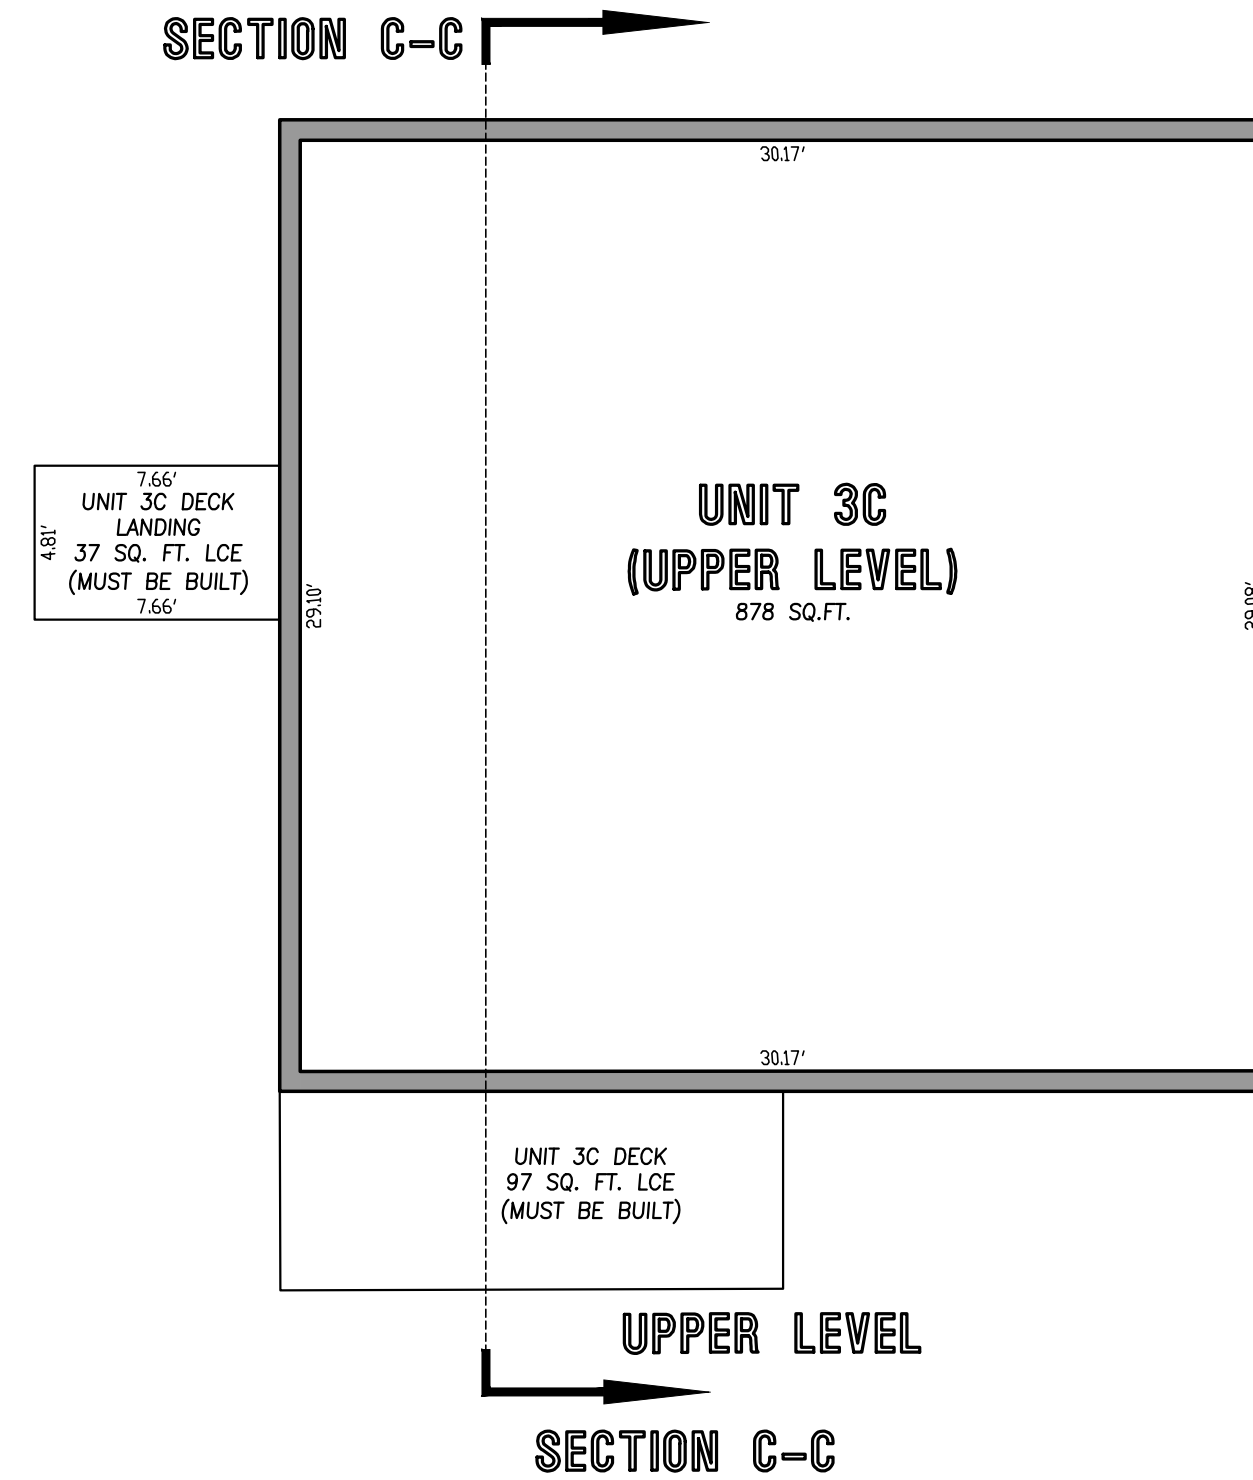 SECTION C-C
30.17'
7.66'
UNIT 3C DECK
LANDING
37 SQ. FT. LCE
(MUST BE BUILT)
7.66'
4.81'
29.10'
UNIT 3C
(UPPER LEVEL)
878 SQ.FT.
30.17'
UNIT 3C DECK
97 SQ. FT. LCE
(MUST BE BUILT)
UPPER LEVEL
SECTION C-C